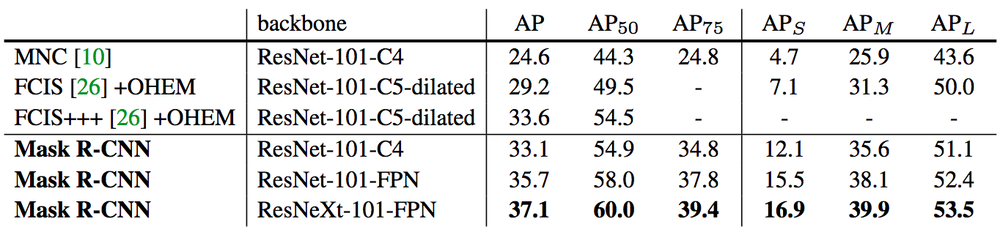 backbone AP AP50 AP75 APS APM APL
MNC [10] ResNet-101-C4 24.6 44.3 24.8 4.7 25.9 43.6
FCIS [26] +OHEM ResNet-101-C5-dilated 29.2 49.5 - 7.1 31.3 50.0
FCIS+++ [26] +OHEM ResNet-101-C5-dilated 33.6 54.5 - - - -
Mask R-CNN ResNet-101-C4 33.1 54.9 34.8 12.1 35.6 51.1
Mask R-CNN ResNet-101-FPN 35.7 58.0 37.8 15.5 38.1 52.4
Mask R-CNN ResNeXt-101-FPN 37.1 60.0 39.4 16.9 39.9 53.5